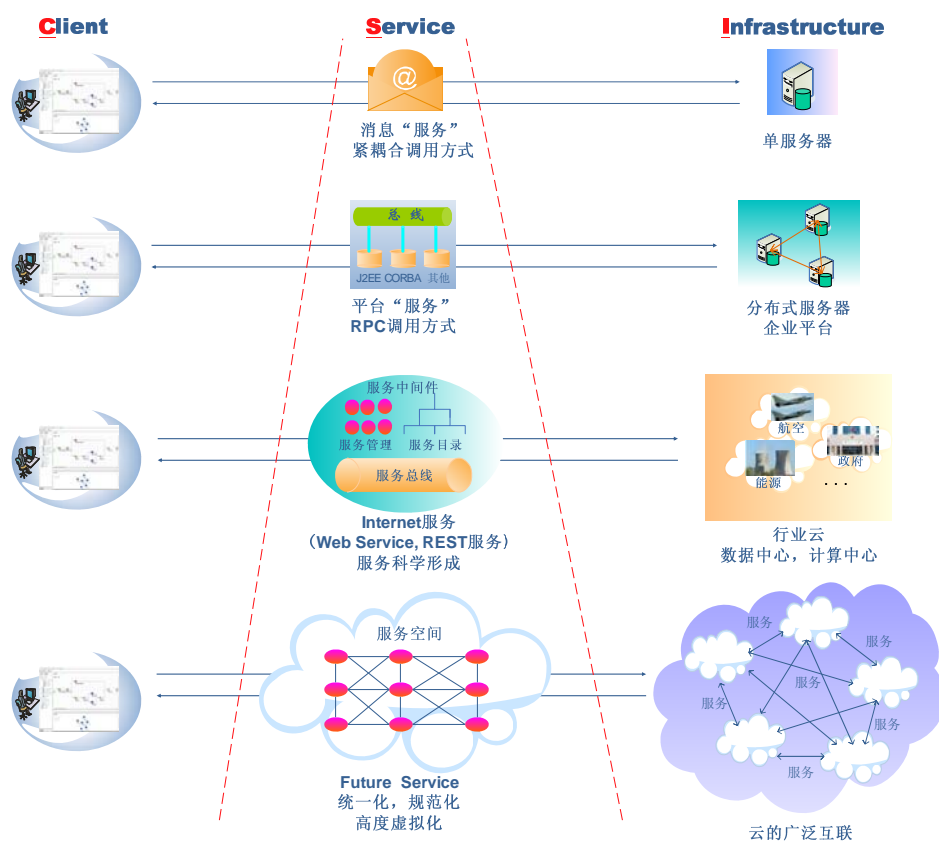 Client
Service
Infrastructure
@
消息“服务”
紧耦合调用方式
单服务器
总 线
J2EE CORBA 其他
平台“服务”
RPC调用方式
分布式服务器
企业平台
服务中间件
服务管理 服务目录
服务总线
Internet服务
（Web Service, REST服务）
服务科学形成
航空
政府
能源
...
行业云
数据中心，计算中心
服务空间
Future Service
统一化，规范化
高度虚拟化
服务
服务
服务
服务
服务
服务
云的广泛互联